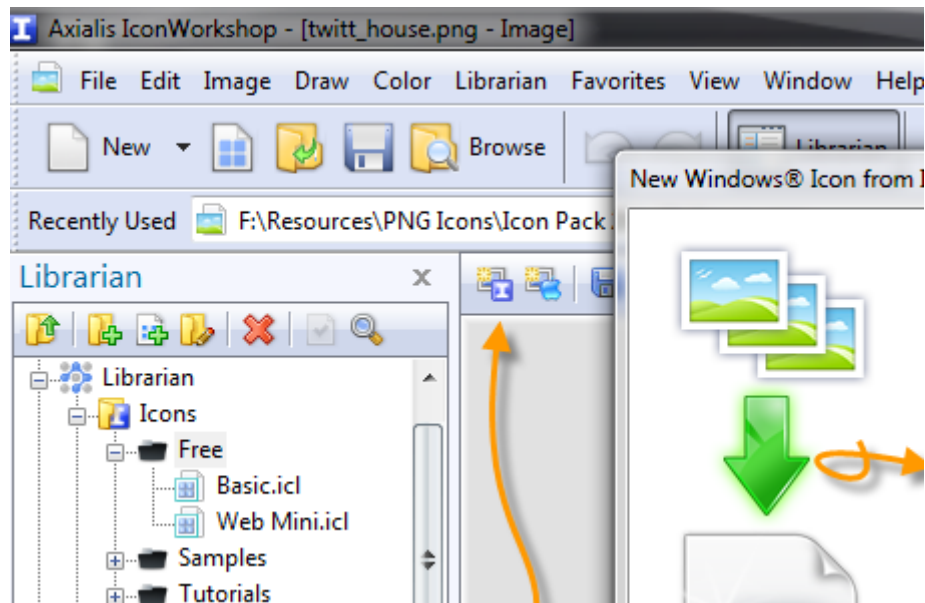 Axialis IconWorkshop - [twitt_house.png - Image]
File Edit Image Draw Color Librarian Favorites View Window Help
New Browse Librarian
New Windows® Icon from
Recently Used F:\Resources\PNG Icons\Icon Pack
Librarian
Librarian
Icons
Free
Basic.icl
Web Mini.icl
Samples
Tutorials